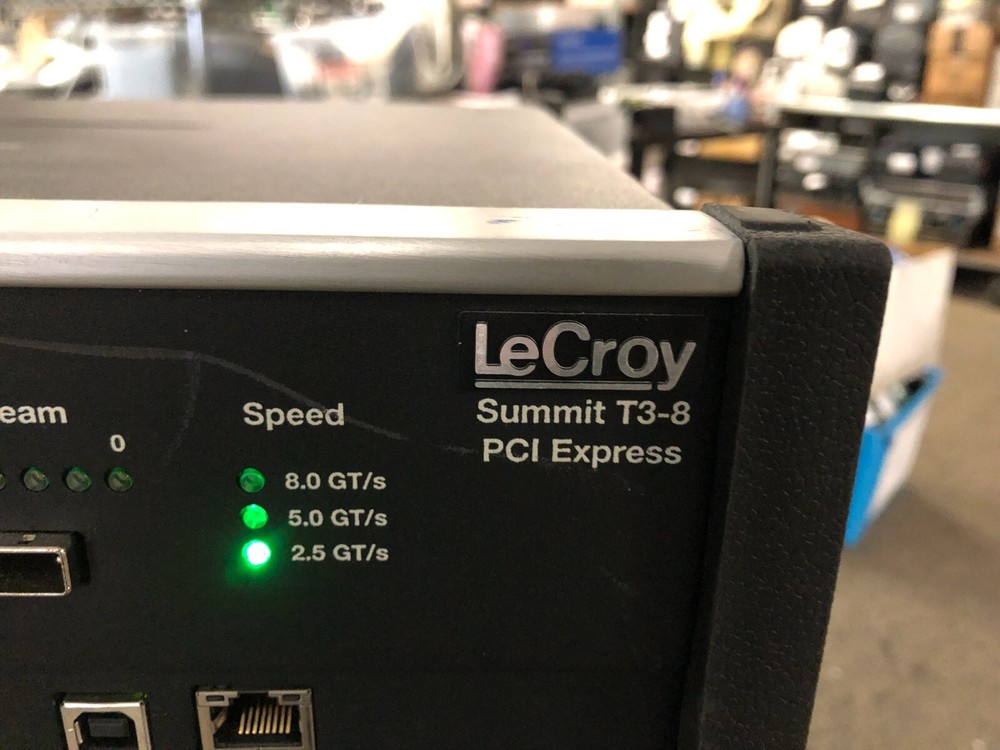 LeCroy
Summit T3-8
PCI Express
eam
0
Speed
8.0 GT/s
5.0 GT/s
2.5 GT/s